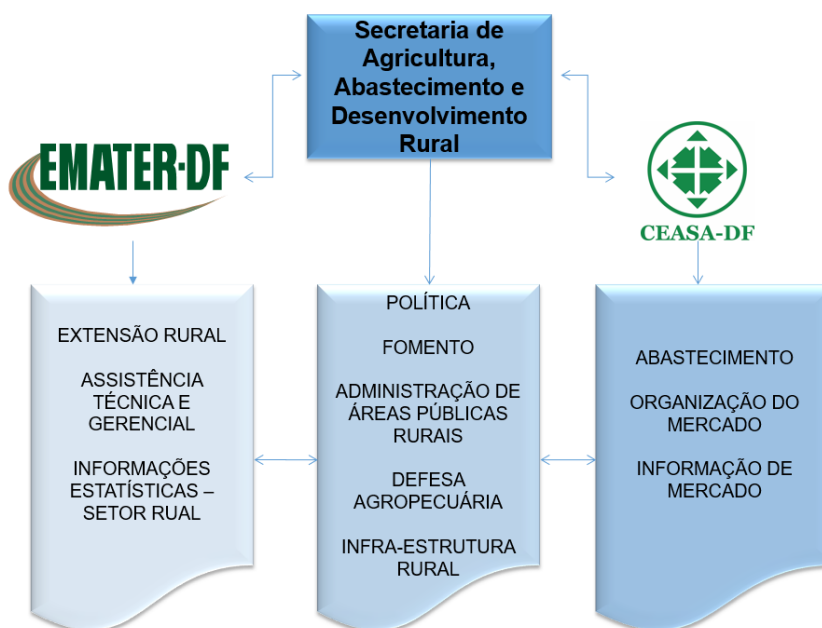 Secretaria de
Agricultura,
Abastecimento e
Desenvolvimento
Rural
EMATER-DF
CEASA-DF
EXTENSÃO RURAL
ASSISTÊNCIA
TÉCNICA E
GERENCIAL
INFORMAÇÕES
ESTATÍSTICAS –
SETOR RUAL
POLÍTICA
FOMENTO
ADMINISTRAÇÃO DE
ÁREAS PÚBLICAS
RURAIS
DEFESA
AGROPECUÁRIA
INFRA-ESTRUTURA
RURAL
ABASTECIMENTO
ORGANIZAÇÃO DO
MERCADO
INFORMAÇÃO DE
MERCADO